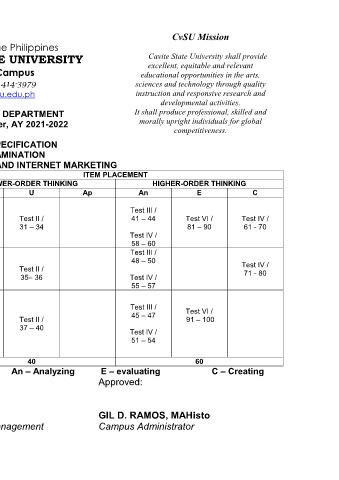 CvSU Mission
e Philippines
E UNIVERSITY
Campus
414-3979
u.edu.ph
Cavite State University shall provide
excellent, equitable and relevant
educational opportunities in the arts,
sciences and technology through quality
instruction and responsive research and
developmental activities.
It shall produce professional, skilled and
morally upright individuals for global
competitiveness.
DEPARTMENT
er, AY 2021-2022
PECIFICATION
AMINATION
AND INTERNET MARKETING
ITEM PLACEMENT
WER-ORDER THINKING HIGHER-ORDER THINKING
U Ap An E C
Test II /
31 – 34
Test III /
41 – 44
Test IV /
58 – 60
Test VI /
81 – 90
Test IV /
61 - 70
Test II /
35– 36
Test III /
48 – 50
Test IV /
55 – 57
Test IV /
71 - 80
Test II /
37 – 40
Test III /
45 – 47
Test IV /
51 – 54
Test VI /
91 – 100
40 60
An – Analyzing E – evaluating C – Creating
Approved:
GIL D. RAMOS, MAHisto
nagement Campus Administrator